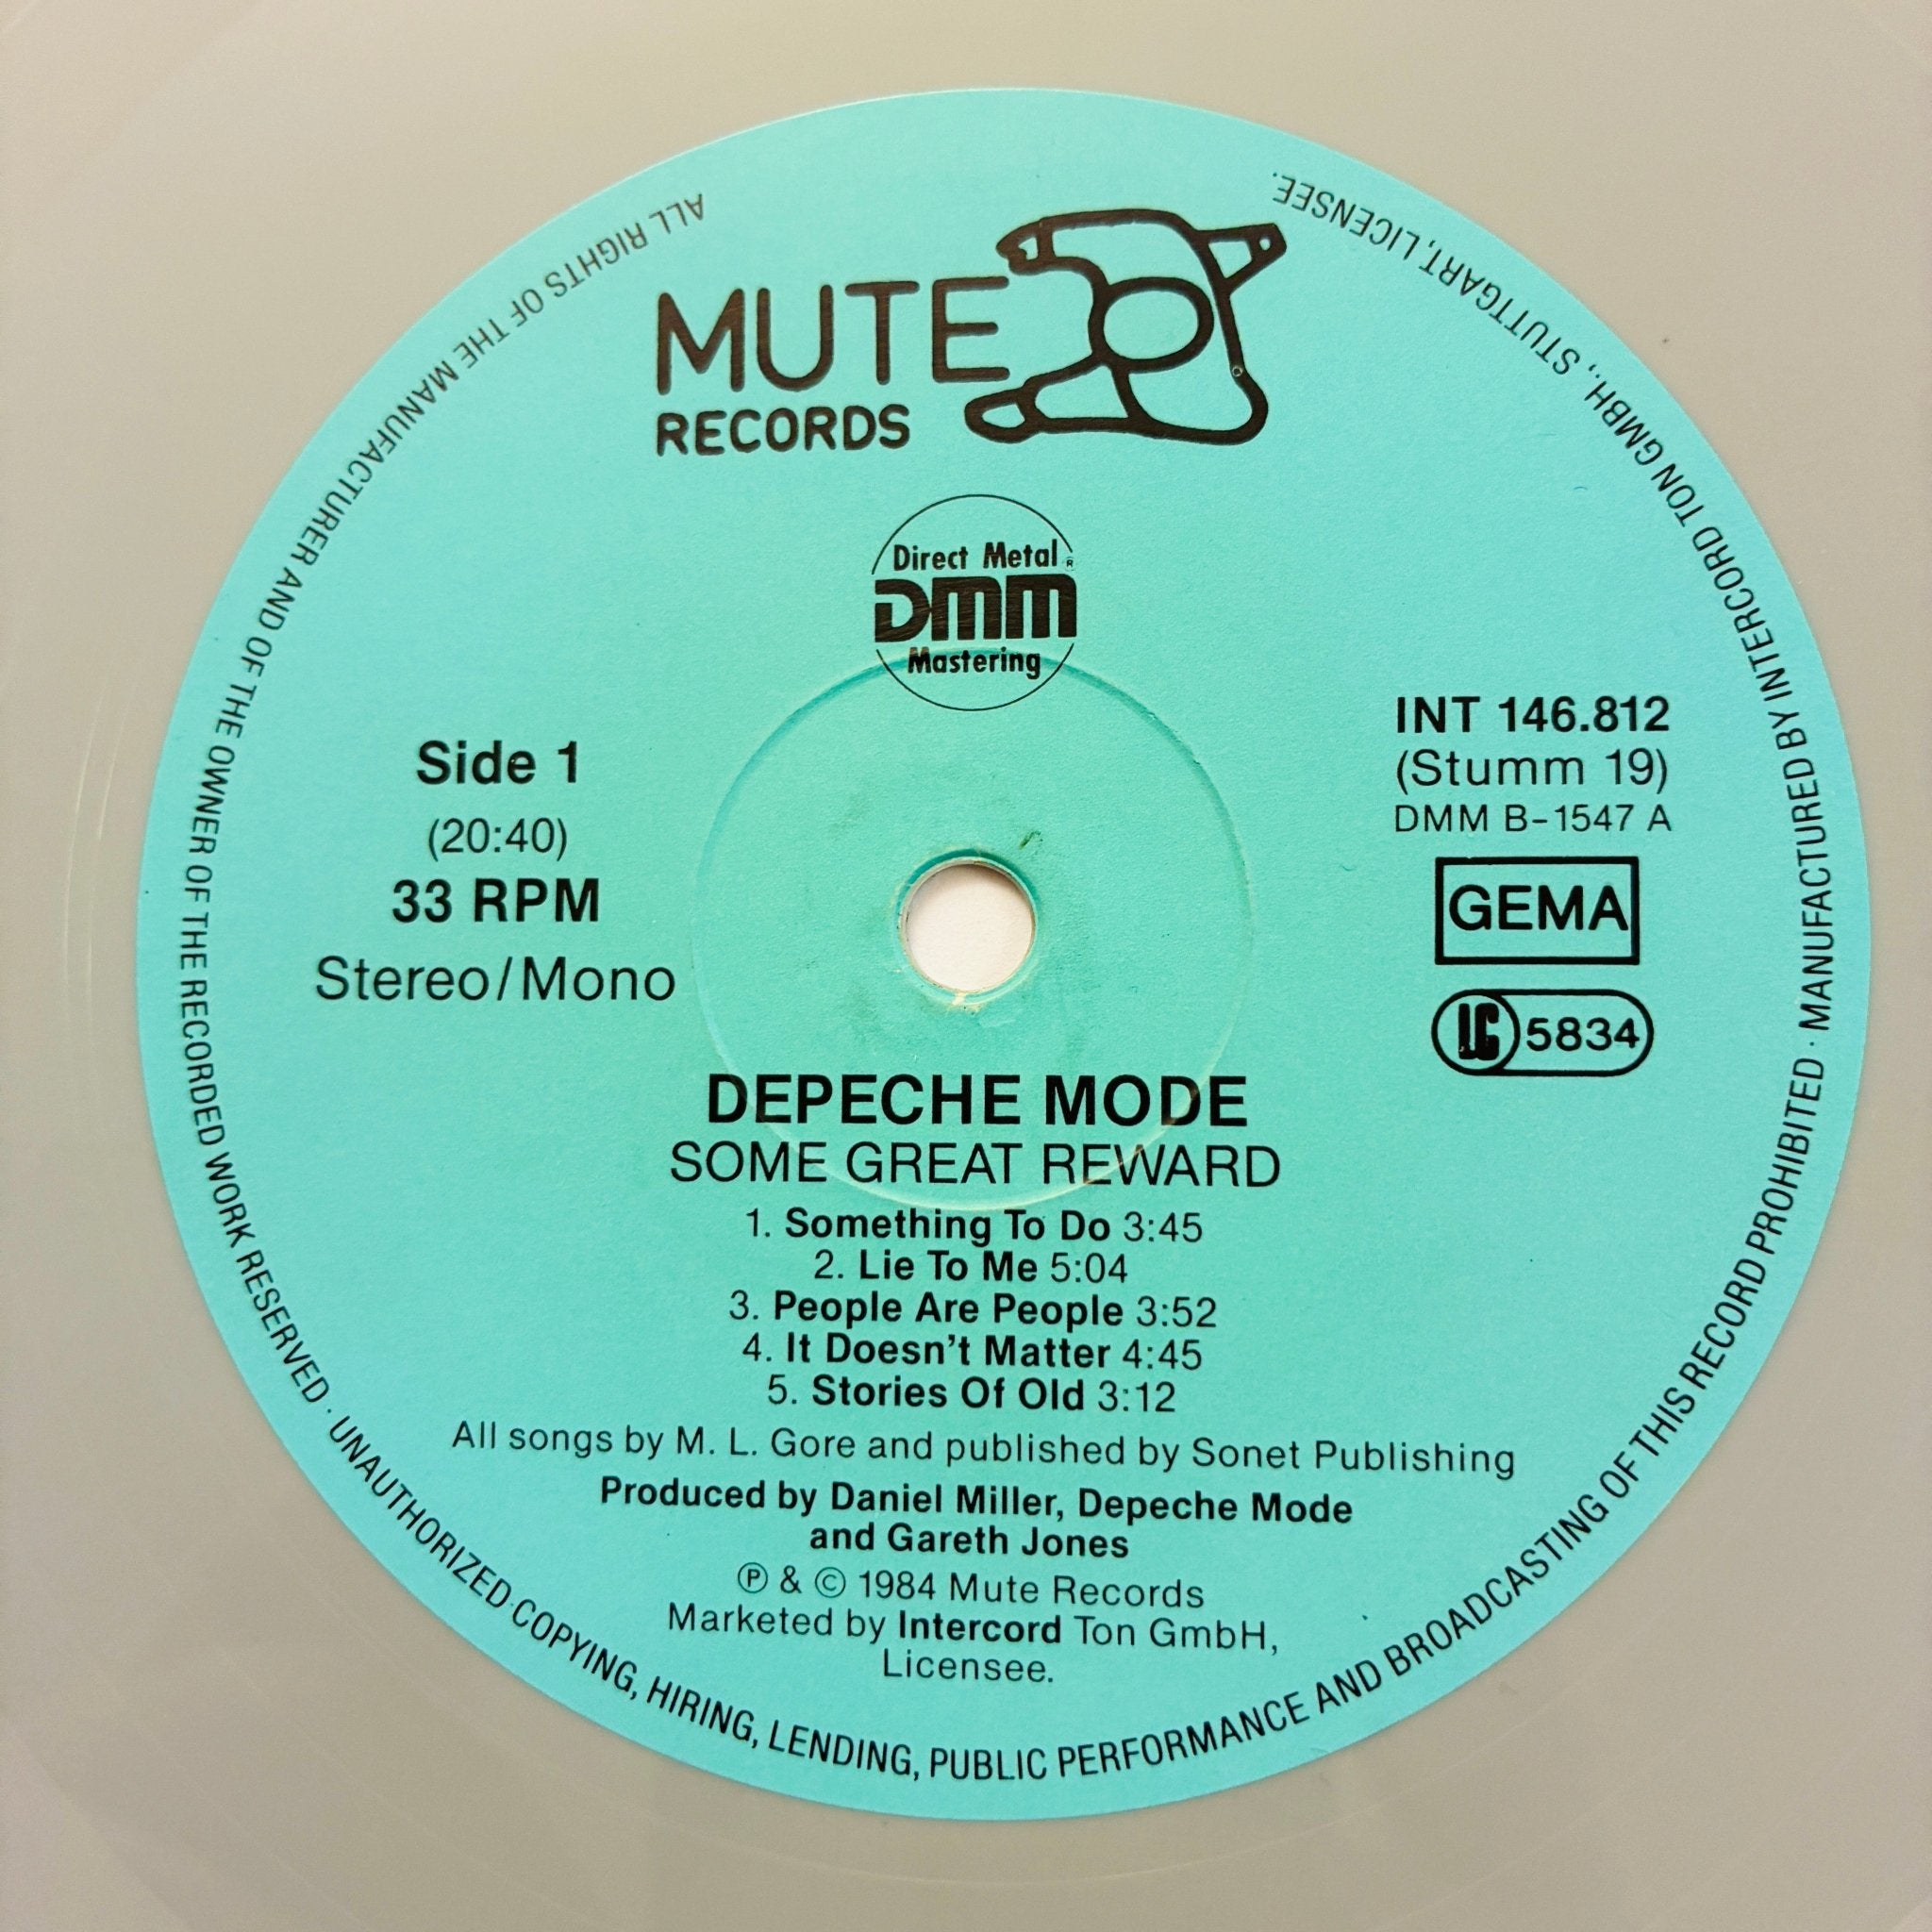 MUTE
RECORDS
Direct Metal ®
DMM
Mastering
Side 1
(20:40)
33 RPM
Stereo/Mono
INT 146.812
(Stumm 19)
DMM B-1547 A
GEMA
LC 5834
DEPECHE MODE
SOME GREAT REWARD
1. Something To Do 3:45
2. Lie To Me 5:04
3. People Are People 3:52
4. It Doesn't Matter 4:45
5. Stories Of Old 3:12
All songs by M. L. Gore and published by Sonet Publishing
Produced by Daniel Miller, Depeche Mode
and Gareth Jones
℗ & © 1984 Mute Records
Marketed by Intercord Ton GmbH,
Licensee.
ALL RIGHTS OF THE MANUFACTURER AND OF THE OWNER OF THE RECORDED WORK RESERVED · UNAUTHORIZED COPYING, HIRING, LENDING, PUBLIC PERFORMANCE AND BROADCASTING OF THIS RECORD PROHIBITED · MANUFACTURED BY INTERCORD TON GMBH., STUTTGART, LICENSEE.